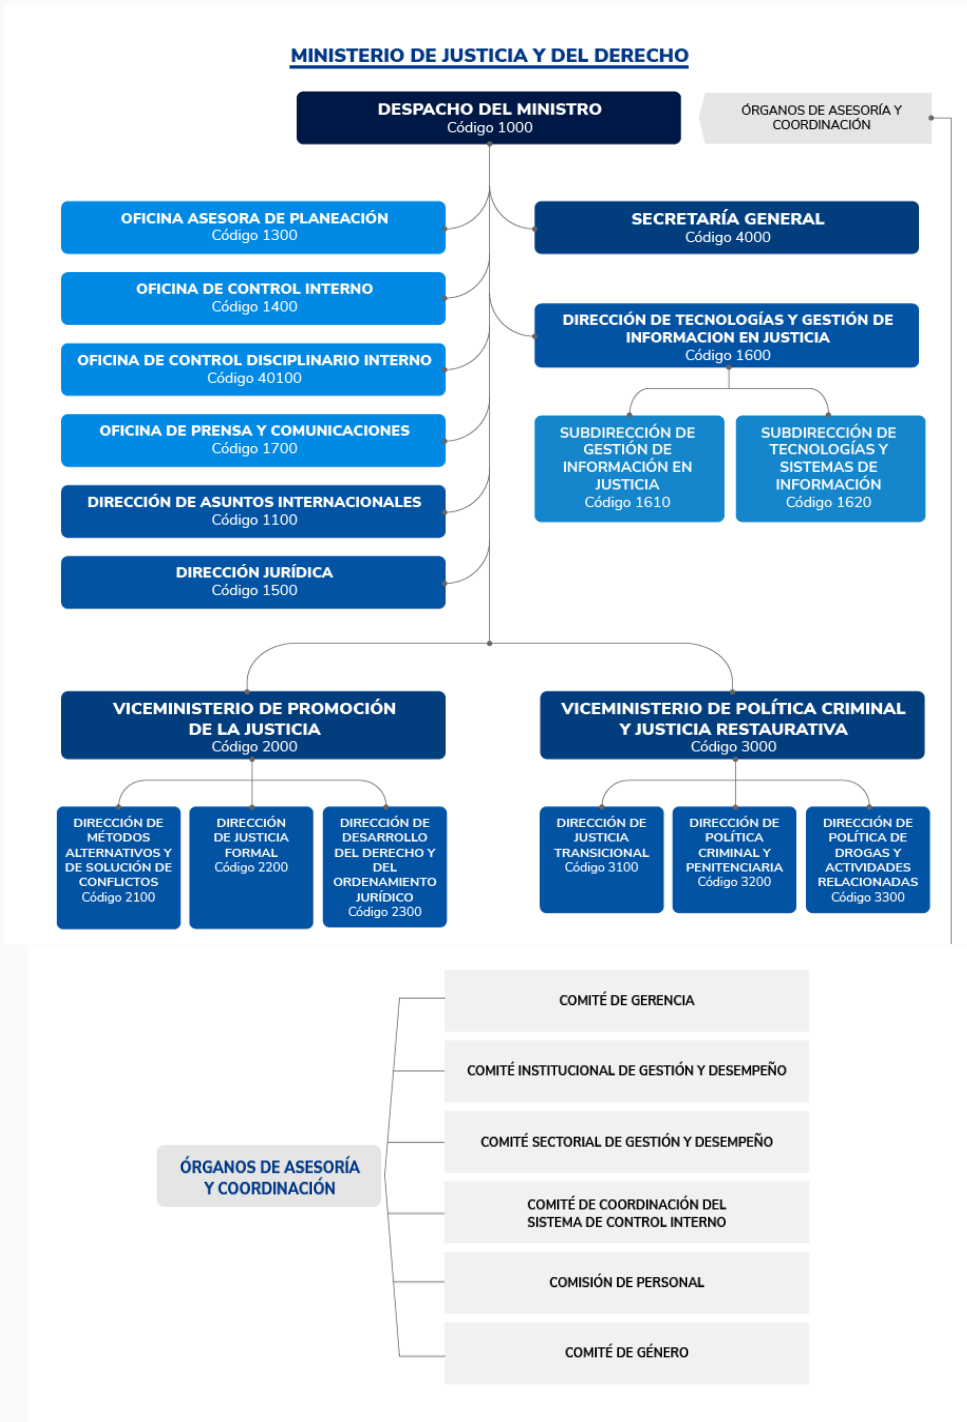 MINISTERIO DE JUSTICIA Y DEL DERECHO
DESPACHO DEL MINISTRO
Código 1000
ÓRGANOS DE ASESORÍA Y
COORDINACIÓN
OFICINA ASESORA DE PLANEACIÓN
Código 1300
OFICINA DE CONTROL INTERNO
Código 1400
OFICINA DE CONTROL DISCIPLINARIO INTERNO
Código 40100
OFICINA DE PRENSA Y COMUNICACIONES
Código 1700
DIRECCIÓN DE ASUNTOS INTERNACIONALES
Código 1100
DIRECCIÓN JURÍDICA
Código 1500
SECRETARÍA GENERAL
Código 4000
DIRECCIÓN DE TECNOLOGÍAS Y GESTIÓN DE
INFORMACION EN JUSTICIA
Código 1600
SUBDIRECCIÓN DE
GESTIÓN DE
INFORMACIÓN EN
JUSTICIA
Código 1610
SUBDIRECCIÓN DE
TECNOLOGÍAS Y
SISTEMAS DE
INFORMACIÓN
Código 1620
VICEMINISTERIO DE PROMOCIÓN
DE LA JUSTICIA
Código 2000
DIRECCIÓN DE
MÉTODOS
ALTERNATIVOS Y
DE SOLUCIÓN DE
CONFLICTOS
Código 2100
DIRECCIÓN
DE JUSTICIA
FORMAL
Código 2200
DIRECCIÓN DE
DESARROLLO
DEL DERECHO Y
DEL
ORDENAMIENTO
JURÍDICO
Código 2300
VICEMINISTERIO DE POLÍTICA CRIMINAL
Y JUSTICIA RESTAURATIVA
Código 3000
DIRECCIÓN DE
JUSTICIA
TRANSICIONAL
Código 3100
DIRECCIÓN DE
POLÍTICA
CRIMINAL Y
PENITENCIARIA
Código 3200
DIRECCIÓN DE
POLÍTICA DE
DROGAS Y
ACTIVIDADES
RELACIONADAS
Código 3300
ÓRGANOS DE ASESORÍA
Y COORDINACIÓN
COMITÉ DE GERENCIA
COMITÉ INSTITUCIONAL DE GESTIÓN Y DESEMPEÑO
COMITÉ SECTORIAL DE GESTIÓN Y DESEMPEÑO
COMITÉ DE COORDINACIÓN DEL
SISTEMA DE CONTROL INTERNO
COMISIÓN DE PERSONAL
COMITÉ DE GÉNERO